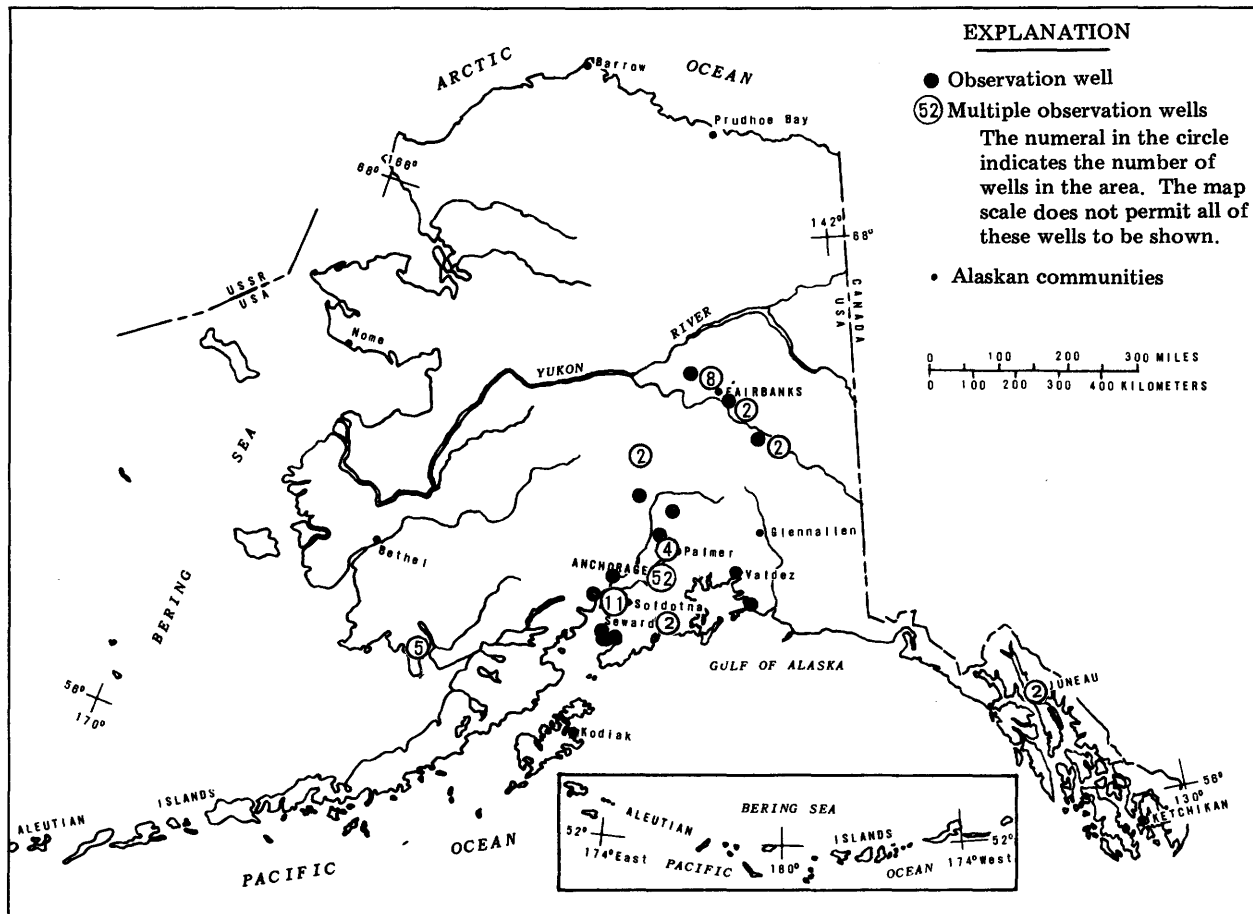 EXPLANATION
Observation well
52 Multiple observation wells
The numeral in the circle
indicates the number of
wells in the area. The map
scale does not permit all of
these wells to be shown.
Alaskan communities
0 100 200 300 MILES
0 100 200 300 400 KILOMETERS
ARCTIC OCEAN
Barrow
Prudhoe Bay
166°
68°
142°
68°
USSR
USA
CANADA
USA
Nome
RIVER
YUKON
8
FAIRBANKS
2
2
2
SEA
BERING
Bethel
Glennallen
4
Palmer
ANCHORAGE
52
Valdez
11
Soldotna
Seward
2
5
GULF OF ALASKA
58°
170°
2
JUNEAU
Kodiak
56°
130°
KETCHIKAN
ISLANDS
ALEUTIAN
PACIFIC OCEAN
BERING SEA
52°
ALEUTIAN
ISLANDS
52°
174° East
180°
174° West
PACIFIC
OCEAN